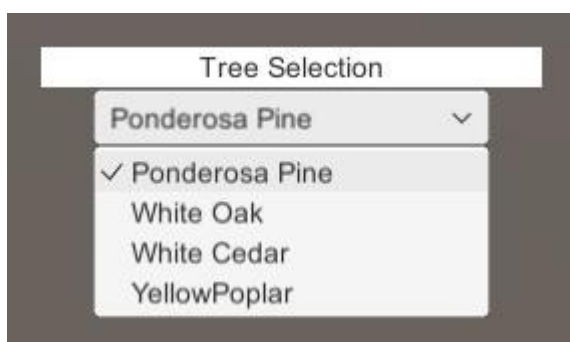 Tree Selection
Ponderosa Pine
Ponderosa Pine
White Oak
White Cedar
YellowPoplar